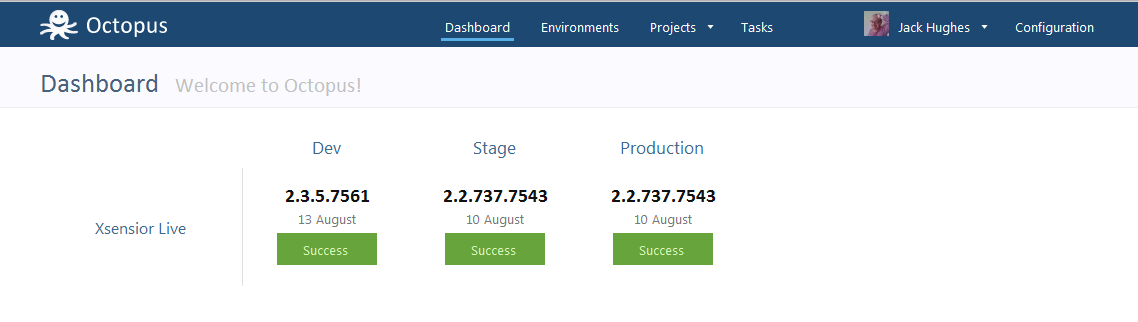 Octopus Dashboard Environments Projects Tasks Jack Hughes Configuration
Dashboard Welcome to Octopus!
Dev Stage Production
2.3.5.7561 2.2.737.7543 2.2.737.7543
13 August 10 August 10 August
Xsensior Live
Success Success Success